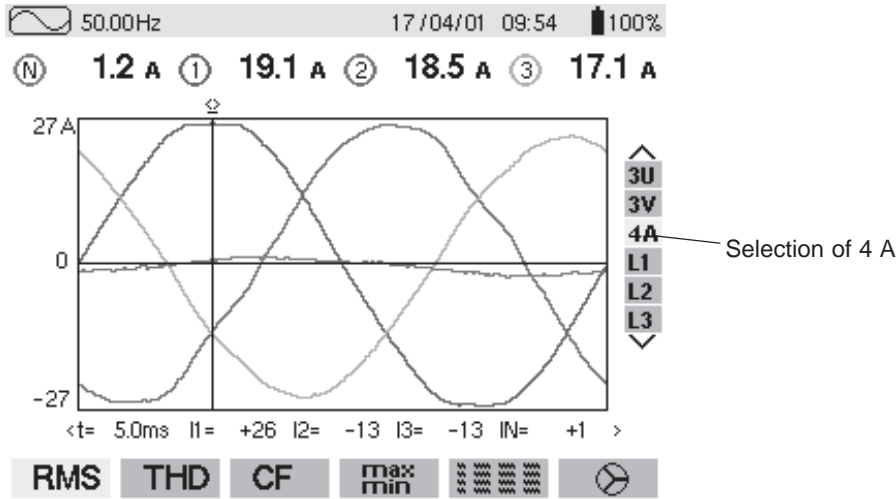 50.00Hz 17/04/01 09:54 100%
N 1.2 A 1 19.1 A 2 18.5 A 3 17.1 A
27A
3U
3V
4A
Selection of 4 A
0
L1
L2
L3
-27
<t= 5.0ms I1= +26 I2= -13 I3= -13 IN= +1 >
RMS THD CF max min